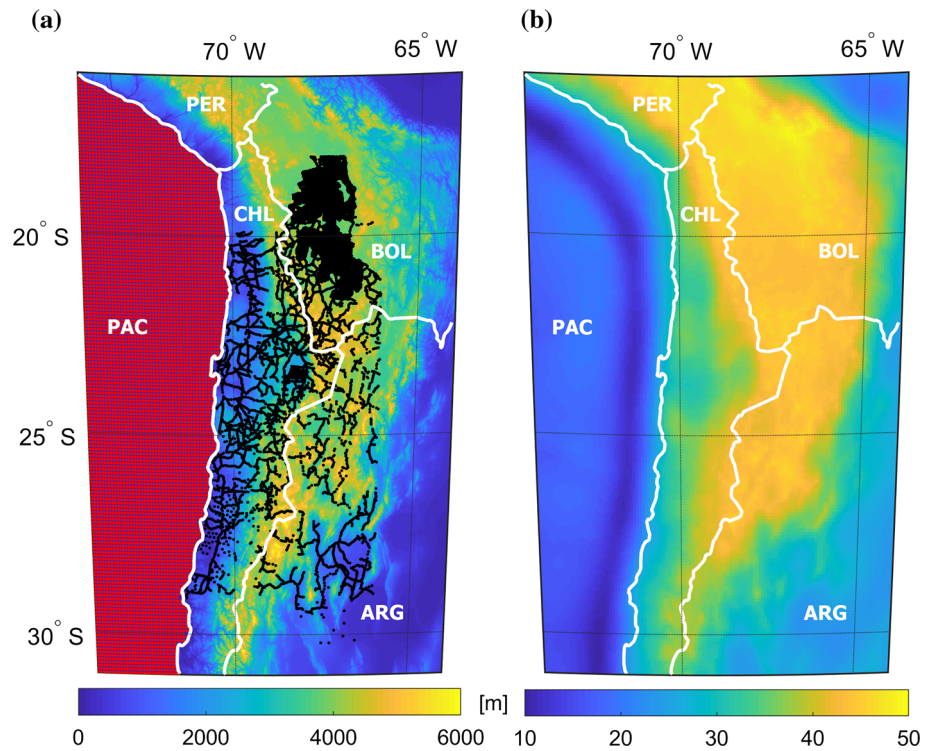 (a)
(b)
70° W
65° W
70° W
65° W
PER
PER
CHL
CHL
20° S
BOL
BOL
PAC
PAC
25° S
ARG
ARG
30° S
0 2000 4000 6000 [m] 10 20 30 40 50